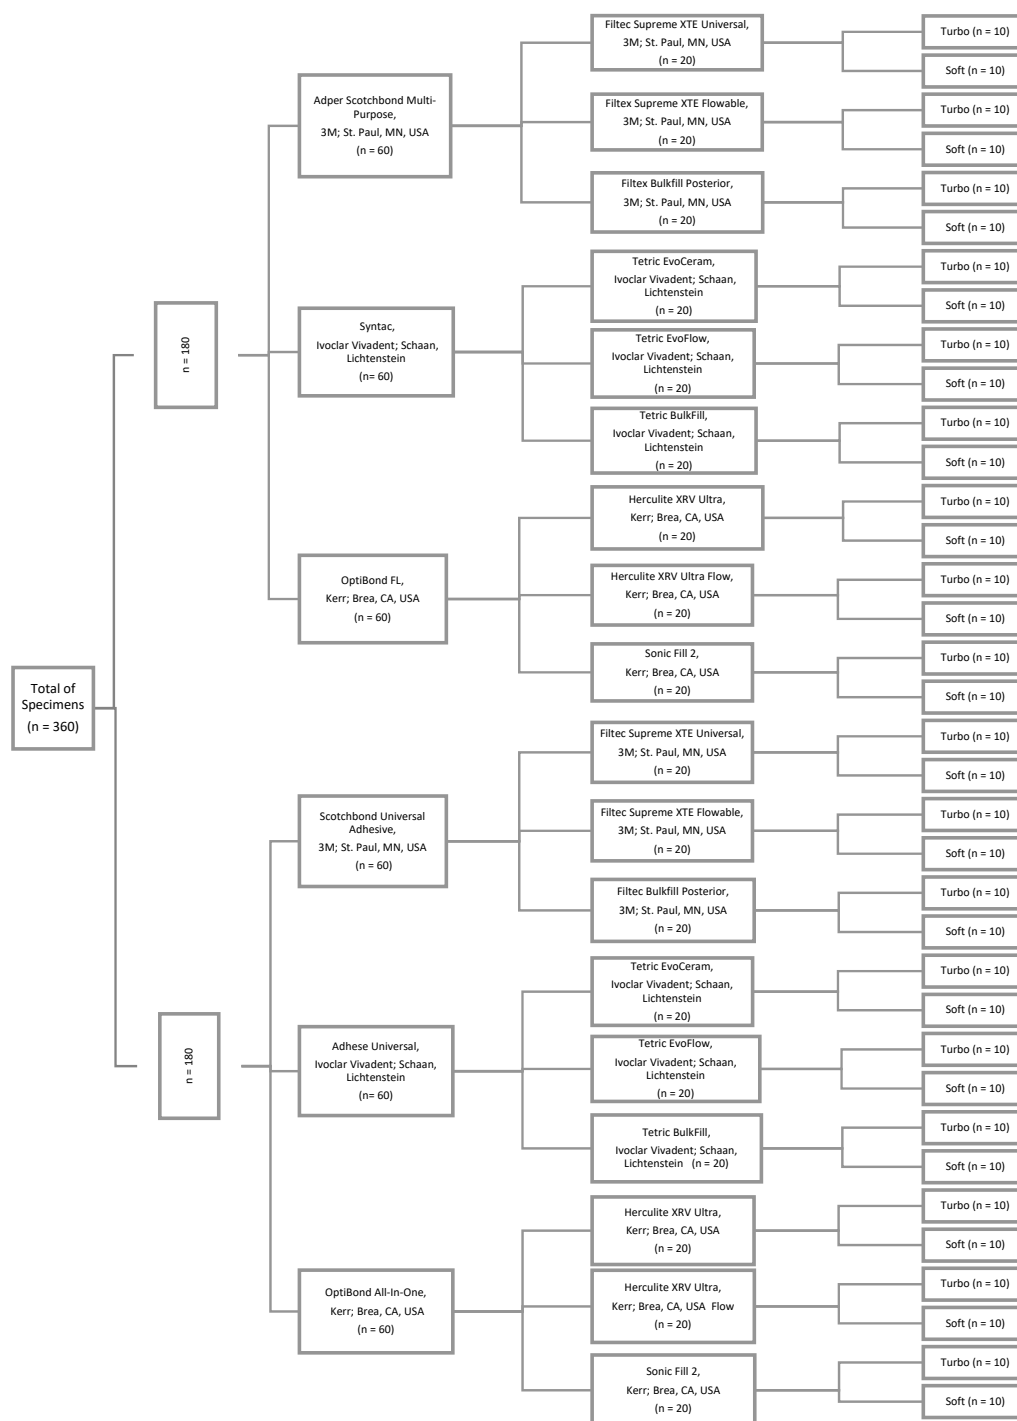 Total of
Specimens
(n = 360)
n = 180
Adper Scotchbond Multi-
Purpose,
3M; St. Paul, MN, USA
(n = 60)
Filtec Supreme XTE Universal,
3M; St. Paul, MN, USA
(n = 20)
Turbo (n = 10)
Soft (n = 10)
Filtex Supreme XTE Flowable,
3M; St. Paul, MN, USA
(n = 20)
Turbo (n = 10)
Soft (n = 10)
Filtex Bulkfill Posterior,
3M; St. Paul, MN, USA
(n = 20)
Turbo (n = 10)
Soft (n = 10)
Syntac,
Ivoclar Vivadent; Schaan,
Lichtenstein
(n= 60)
Tetric EvoCeram,
Ivoclar Vivadent; Schaan,
Lichtenstein
(n = 20)
Turbo (n = 10)
Soft (n = 10)
Tetric EvoFlow,
Ivoclar Vivadent; Schaan,
Lichtenstein
(n = 20)
Turbo (n = 10)
Soft (n = 10)
Tetric BulkFill,
Ivoclar Vivadent; Schaan,
Lichtenstein
(n = 20)
Turbo (n = 10)
Soft (n = 10)
OptiBond FL,
Kerr; Brea, CA, USA
(n = 60)
Herculite XRV Ultra,
Kerr; Brea, CA, USA
(n = 20)
Turbo (n = 10)
Soft (n = 10)
Herculite XRV Ultra Flow,
Kerr; Brea, CA, USA
(n = 20)
Turbo (n = 10)
Soft (n = 10)
Sonic Fill 2,
Kerr; Brea, CA, USA
(n = 20)
Turbo (n = 10)
Soft (n = 10)
n = 180
Scotchbond Universal
Adhesive,
3M; St. Paul, MN, USA
(n = 60)
Filtec Supreme XTE Universal,
3M; St. Paul, MN, USA
(n = 20)
Turbo (n = 10)
Soft (n = 10)
Filtec Supreme XTE Flowable,
3M; St. Paul, MN, USA
(n = 20)
Turbo (n = 10)
Soft (n = 10)
Filtec Bulkfill Posterior,
3M; St. Paul, MN, USA
(n = 20)
Turbo (n = 10)
Soft (n = 10)
Adhese Universal,
Ivoclar Vivadent; Schaan,
Lichtenstein
(n= 60)
Tetric EvoCeram,
Ivoclar Vivadent; Schaan,
Lichtenstein
(n = 20)
Turbo (n = 10)
Soft (n = 10)
Tetric EvoFlow,
Ivoclar Vivadent; Schaan,
Lichtenstein
(n = 20)
Turbo (n = 10)
Soft (n = 10)
Tetric BulkFill,
Ivoclar Vivadent; Schaan,
Lichtenstein (n = 20)
Turbo (n = 10)
Soft (n = 10)
OptiBond All-In-One,
Kerr; Brea, CA, USA
(n = 60)
Herculite XRV Ultra,
Kerr; Brea, CA, USA
(n = 20)
Turbo (n = 10)
Soft (n = 10)
Herculite XRV Ultra,
Kerr; Brea, CA, USA Flow
(n = 20)
Turbo (n = 10)
Soft (n = 10)
Sonic Fill 2,
Kerr; Brea, CA, USA
(n = 20)
Turbo (n = 10)
Soft (n = 10)